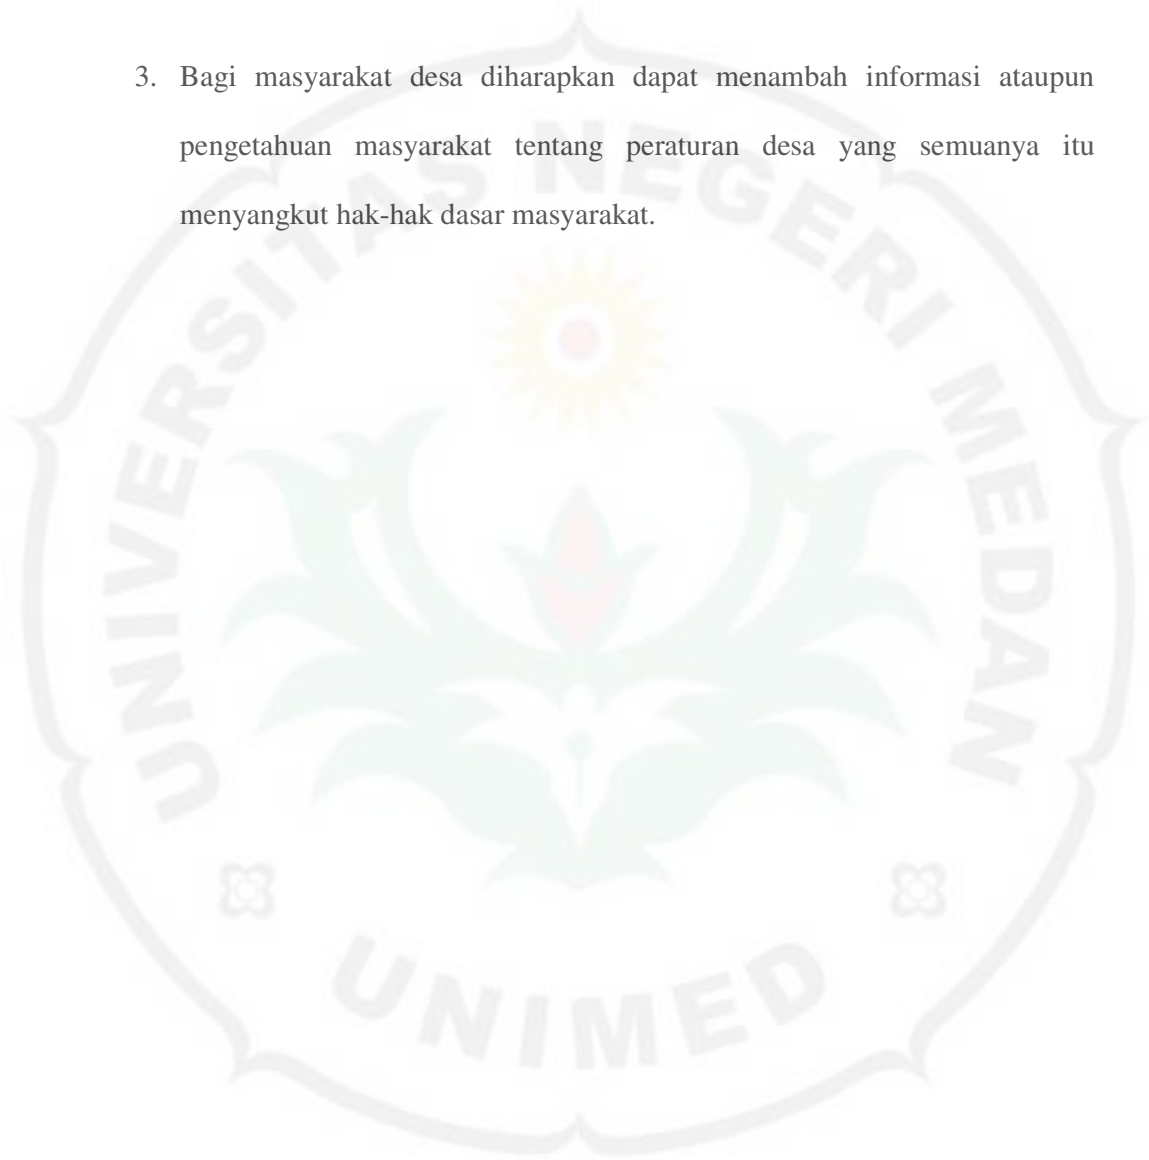 3. Bagi masyarakat desa diharapkan dapat menambah informasi ataupun
pengetahuan masyarakat tentang peraturan desa yang semuanya itu
menyangkut hak-hak dasar masyarakat.
UNIVERSITAS NEGERI MEDAN
UNIMED